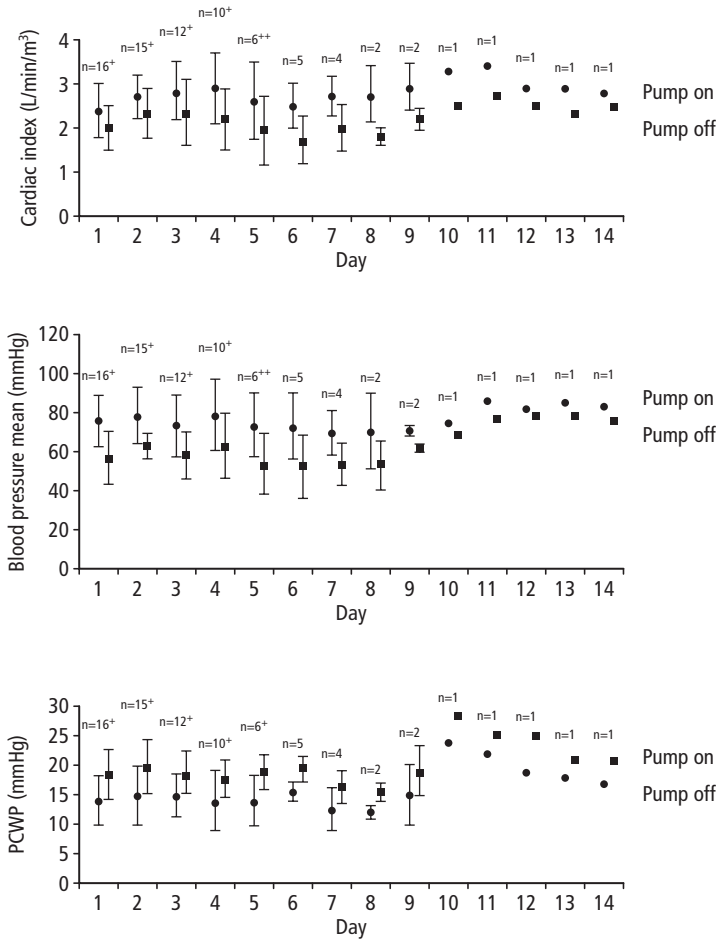 Cardiac index (L/min/m³)
4
3
2
1
0
n=16⁺ n=15⁺ n=12⁺ n=10⁺ n=6⁺⁺ n=5 n=4 n=2 n=2 n=1 n=1 n=1 n=1 n=1
Pump on
Pump off
1 2 3 4 5 6 7 8 9 10 11 12 13 14
Day
Blood pressure mean (mmHg)
120
100
80
60
40
20
0
n=16⁺ n=15⁺ n=12⁺ n=10⁺ n=6⁺⁺ n=5 n=4 n=2 n=2 n=1 n=1 n=1 n=1 n=1
Pump on
Pump off
1 2 3 4 5 6 7 8 9 10 11 12 13 14
Day
PCWP (mmHg)
30
25
20
15
10
5
0
n=16⁺ n=15⁺ n=12⁺ n=10⁺ n=6⁺ n=5 n=4 n=2 n=2 n=1 n=1 n=1 n=1 n=1
Pump on
Pump off
1 2 3 4 5 6 7 8 9 10 11 12 13 14
Day